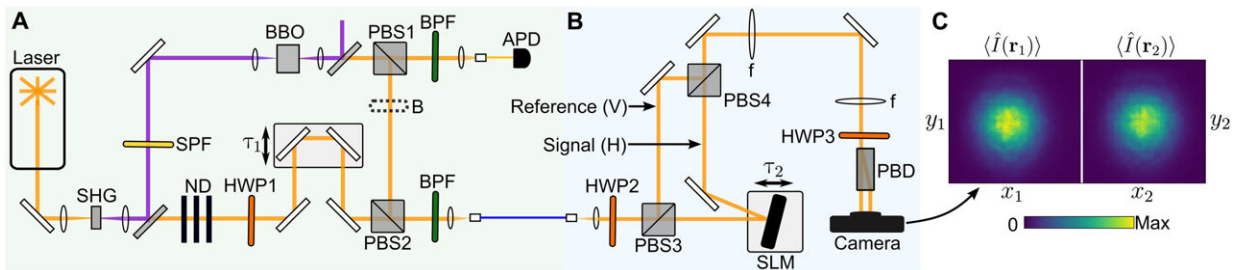 A
B
C
Laser
BBO
PBS1
BPF
APD
B
SPF
τ1
SHG
ND
HWP1
PBS2
BPF
Reference (V)
Signal (H)
PBS4
f
f
HWP3
PBD
HWP2
PBS3
τ2
SLM
Camera
⟨Î(r1)⟩
⟨Î(r2)⟩
y1
y2
x1
x2
0
Max